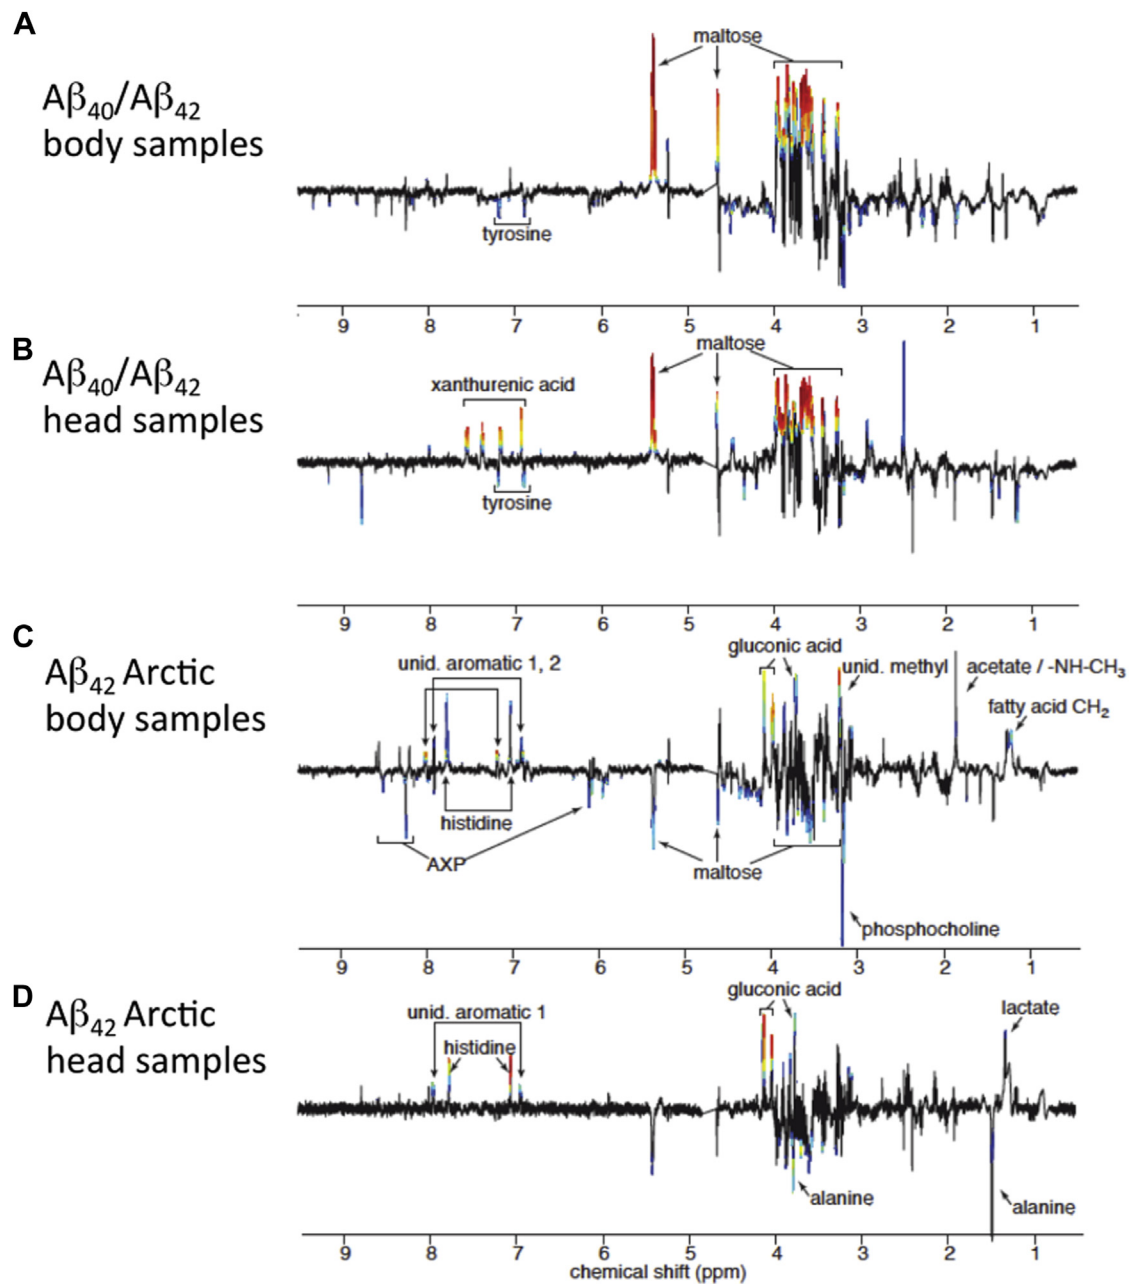 A
Aβ40/Aβ42
body samples
maltose
tyrosine
9 8 7 6 5 4 3 2 1
B
Aβ40/Aβ42
head samples
maltose
xanthurenic acid
tyrosine
9 8 7 6 5 4 3 2 1
C
Aβ42 Arctic
body samples
gluconic acid
unid. aromatic 1, 2
unid. methyl
acetate / -NH-CH3
fatty acid CH2
histidine
AXP
maltose
phosphocholine
9 8 7 6 5 4 3 2 1
D
Aβ42 Arctic
head samples
gluconic acid
unid. aromatic 1
lactate
histidine
alanine
alanine
9 8 7 6 5 4 3 2 1
chemical shift (ppm)